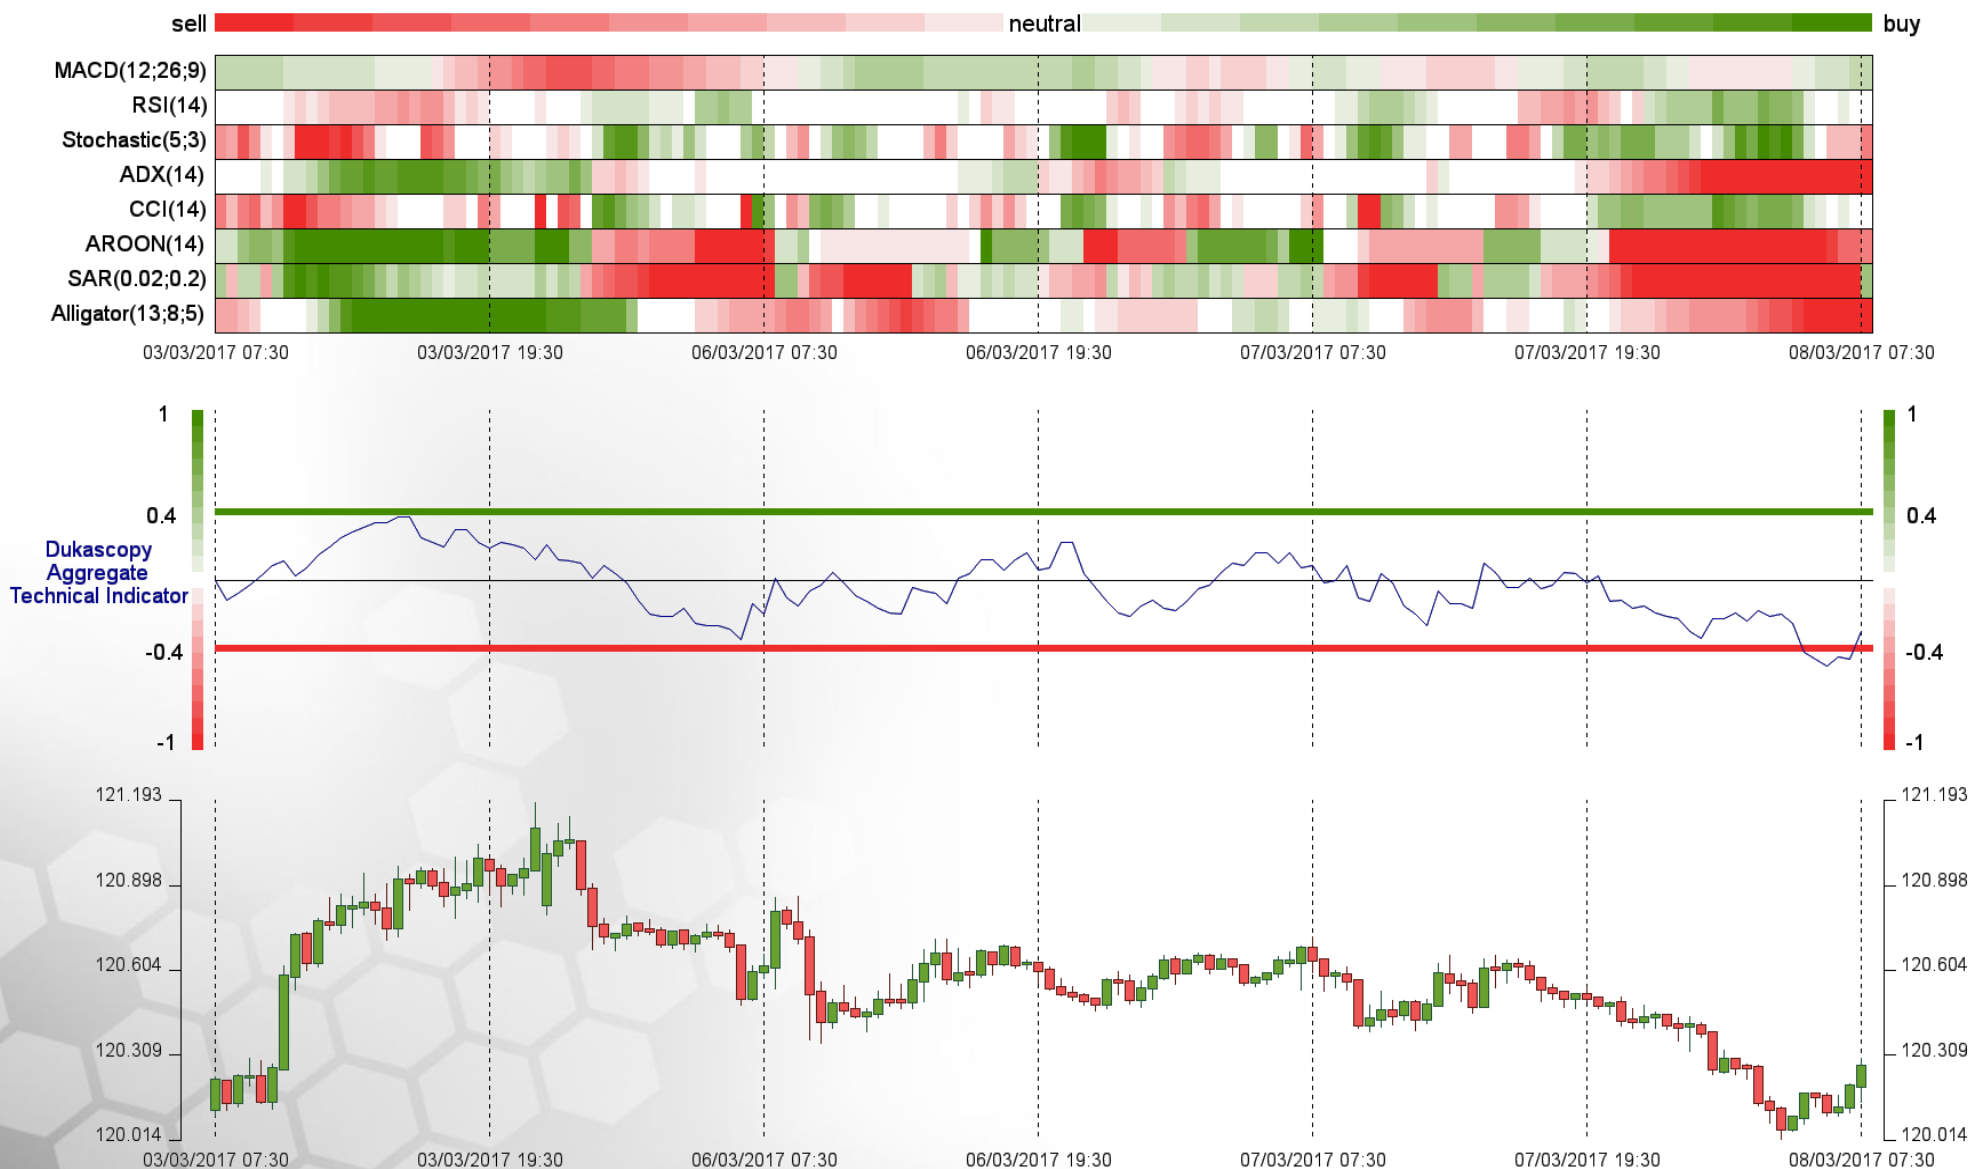 sell neutral buy
MACD(12;26;9)
RSI(14)
Stochastic(5;3)
ADX(14)
CCI(14)
AROON(14)
SAR(0.02;0.2)
Alligator(13;8;5)
03/03/2017 07:30 03/03/2017 19:30 06/03/2017 07:30 06/03/2017 19:30 07/03/2017 07:30 07/03/2017 19:30 08/03/2017 07:30
1 1
0.4 0.4
Dukascopy
Aggregate
Technical Indicator
-0.4 -0.4
-1 -1
121.193 121.193
120.898 120.898
120.604 120.604
120.309 120.309
120.014 120.014
03/03/2017 07:30 03/03/2017 19:30 06/03/2017 07:30 06/03/2017 19:30 07/03/2017 07:30 07/03/2017 19:30 08/03/2017 07:30